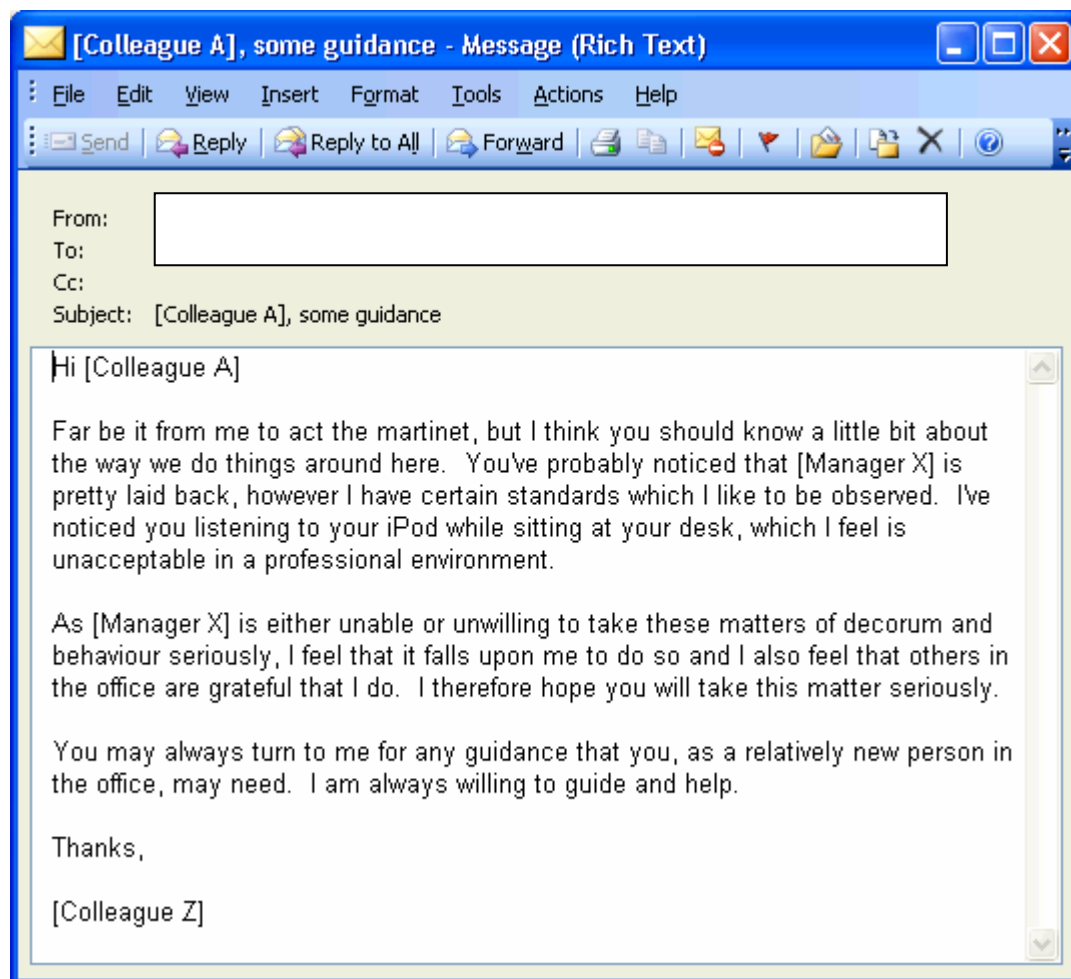 [Colleague A], some guidance - Message (Rich Text)
File Edit View Insert Format Tools Actions Help
Send Reply Reply to All Forward
From:
To:
Cc:
Subject: [Colleague A], some guidance
Hi [Colleague A]
Far be it from me to act the martinet, but I think you should know a little bit about
the way we do things around here.  You've probably noticed that [Manager X] is
pretty laid back, however I have certain standards which I like to be observed.  I've
noticed you listening to your iPod while sitting at your desk, which I feel is
unacceptable in a professional environment.
As [Manager X] is either unable or unwilling to take these matters of decorum and
behaviour seriously, I feel that it falls upon me to do so and I also feel that others in
the office are grateful that I do.  I therefore hope you will take this matter seriously.
You may always turn to me for any guidance that you, as a relatively new person in
the office, may need.  I am always willing to guide and help.
Thanks,
[Colleague Z]